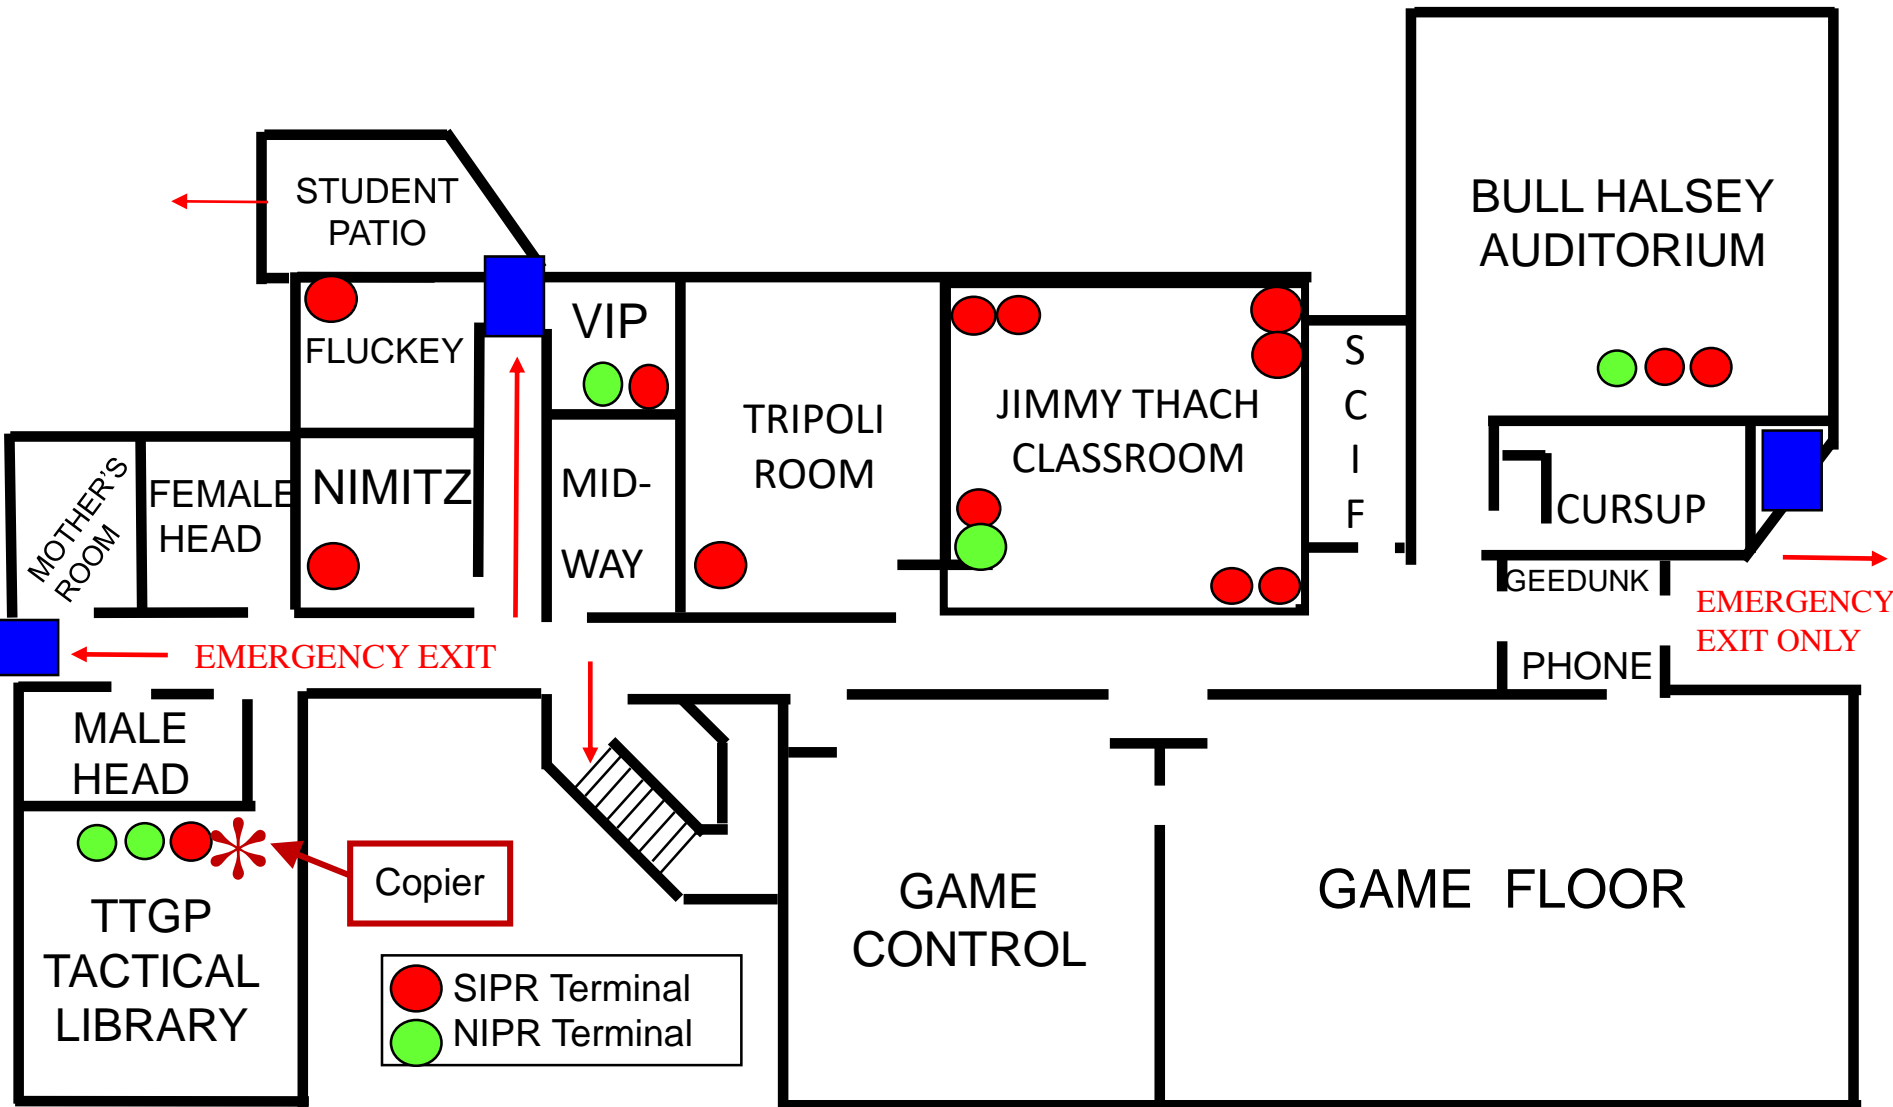 STUDENT
PATIO
BULL HALSEY
AUDITORIUM
VIP
FLUCKEY
S
C
I
F
TRIPOLI
ROOM
JIMMY THACH
CLASSROOM
MOTHER'S
ROOM
FEMALE
HEAD
NIMITZ
MID-
WAY
CURSUP
GEEDUNK
EMERGENCY
EXIT ONLY
EMERGENCY EXIT
PHONE
MALE
HEAD
Copier
TTGP
TACTICAL
LIBRARY
GAME
CONTROL
GAME FLOOR
SIPR Terminal
NIPR Terminal